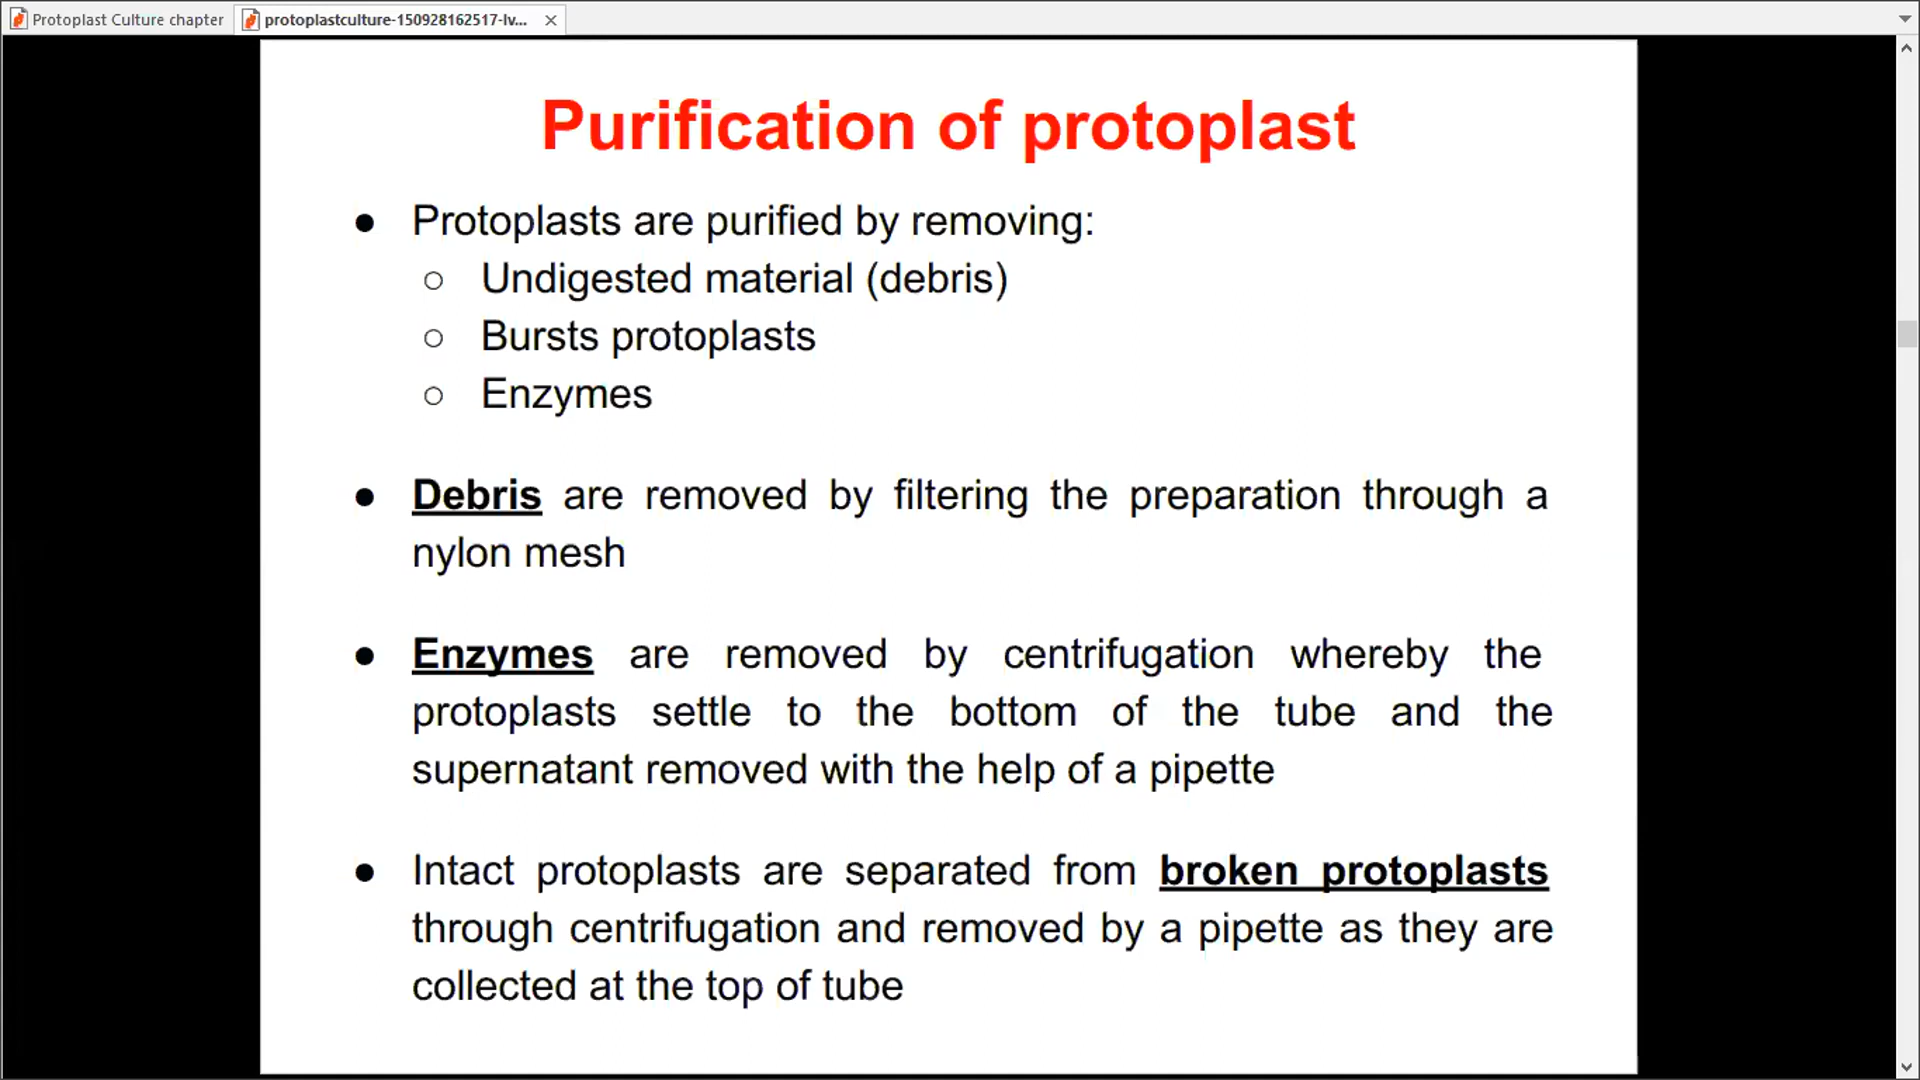 Protoplast Culture chapter
protoplastculture-150928162517-lv...
Purification of protoplast
● Protoplasts are purified by removing:
○ Undigested material (debris)
○ Bursts protoplasts
○ Enzymes
● Debris are removed by filtering the preparation through a
nylon mesh
● Enzymes are removed by centrifugation whereby the
protoplasts settle to the bottom of the tube and the
supernatant removed with the help of a pipette
● Intact protoplasts are separated from broken protoplasts
through centrifugation and removed by a pipette as they are
collected at the top of tube